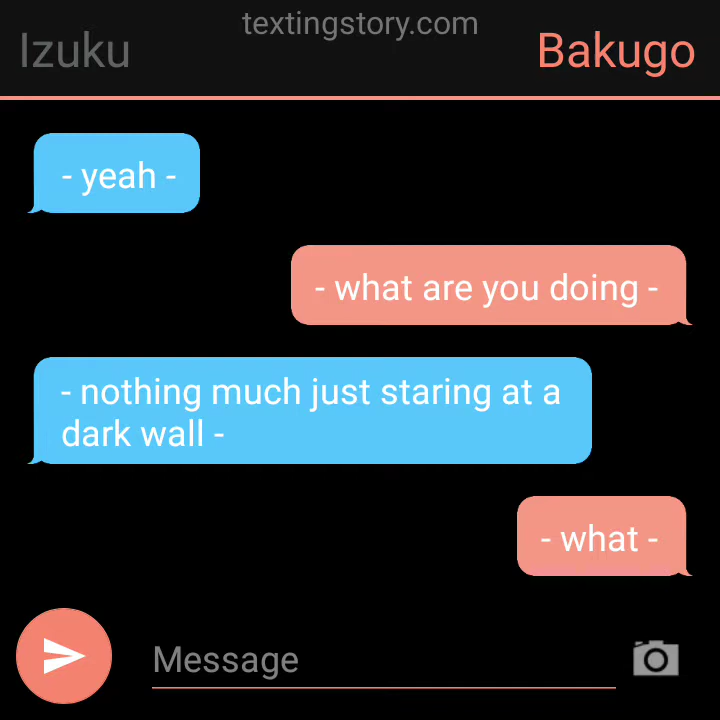 textingstory.com
Izuku
Bakugo
- yeah -
- what are you doing -
- nothing much just staring at a
dark wall -
- what -
Message